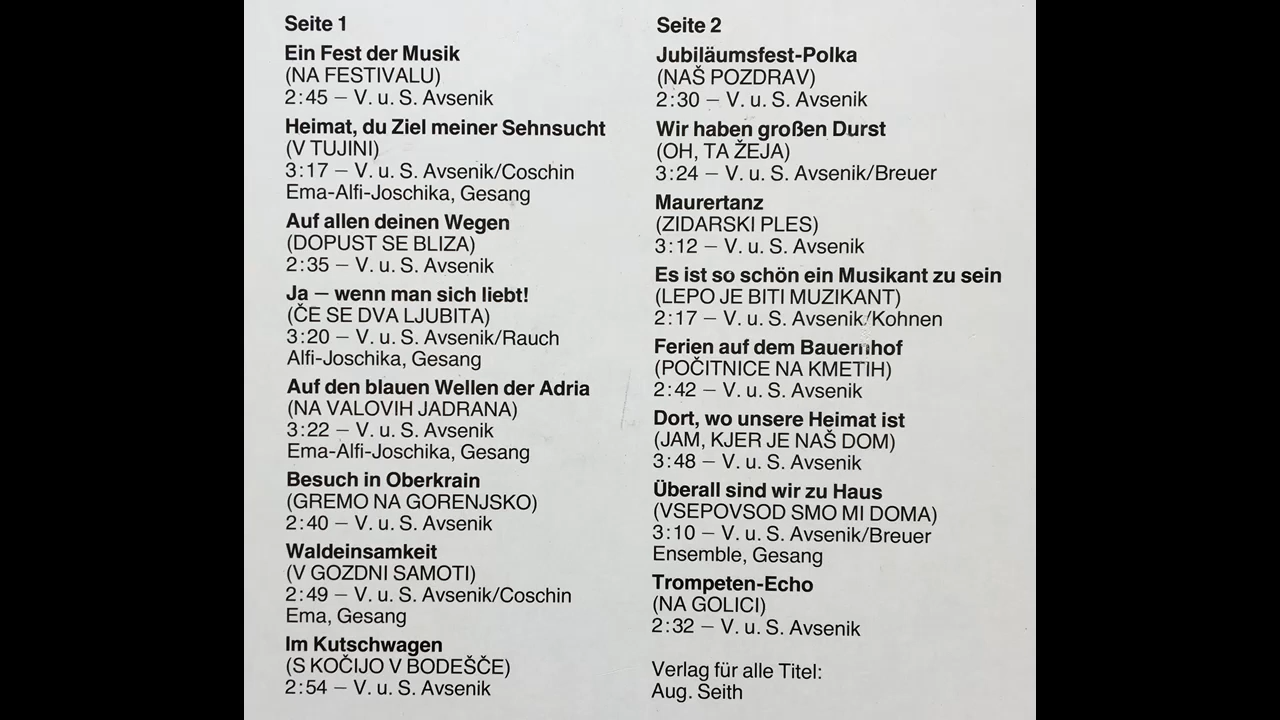 Seite 1
Ein Fest der Musik
(NA FESTIVALU)
2:45 – V. u. S. Avsenik
Heimat, du Ziel meiner Sehnsucht
(V TUJINI)
3:17 – V. u. S. Avsenik/Coschin
Ema-Alfi-Joschika, Gesang
Auf allen deinen Wegen
(DOPUST SE BLIZA)
2:35 – V. u. S. Avsenik
Ja – wenn man sich liebt!
(ČE SE DVA LJUBITA)
3:20 – V. u. S. Avsenik/Rauch
Alfi-Joschika, Gesang
Auf den blauen Wellen der Adria
(NA VALOVIH JADRANA)
3:22 – V. u. S. Avsenik
Ema-Alfi-Joschika, Gesang
Besuch in Oberkrain
(GREMO NA GORENJSKO)
2:40 – V. u. S. Avsenik
Waldeinsamkeit
(V GOZDNI SAMOTI)
2:49 – V. u. S. Avsenik/Coschin
Ema, Gesang
Im Kutschwagen
(S KOČIJO V BODEŠČE)
2:54 – V. u. S. Avsenik
Seite 2
Jubiläumsfest-Polka
(NAŠ POZDRAV)
2:30 – V. u. S. Avsenik
Wir haben großen Durst
(OH, TA ŽEJA)
3:24 – V. u. S. Avsenik/Breuer
Maurertanz
(ZIDARSKI PLES)
3:12 – V. u. S. Avsenik
Es ist so schön ein Musikant zu sein
(LEPO JE BITI MUZIKANT)
2:17 – V. u. S. Avsenik/Kohnen
Ferien auf dem Bauernhof
(POČITNICE NA KMETIH)
2:42 – V. u. S. Avsenik
Dort, wo unsere Heimat ist
(JAM, KJER JE NAŠ DOM)
3:48 – V. u. S. Avsenik
Überall sind wir zu Haus
(VSEPOVSOD SMO MI DOMA)
3:10 – V. u. S. Avsenik/Breuer
Ensemble, Gesang
Trompeten-Echo
(NA GOLICI)
2:32 – V. u. S. Avsenik
Verlag für alle Titel:
Aug. Seith